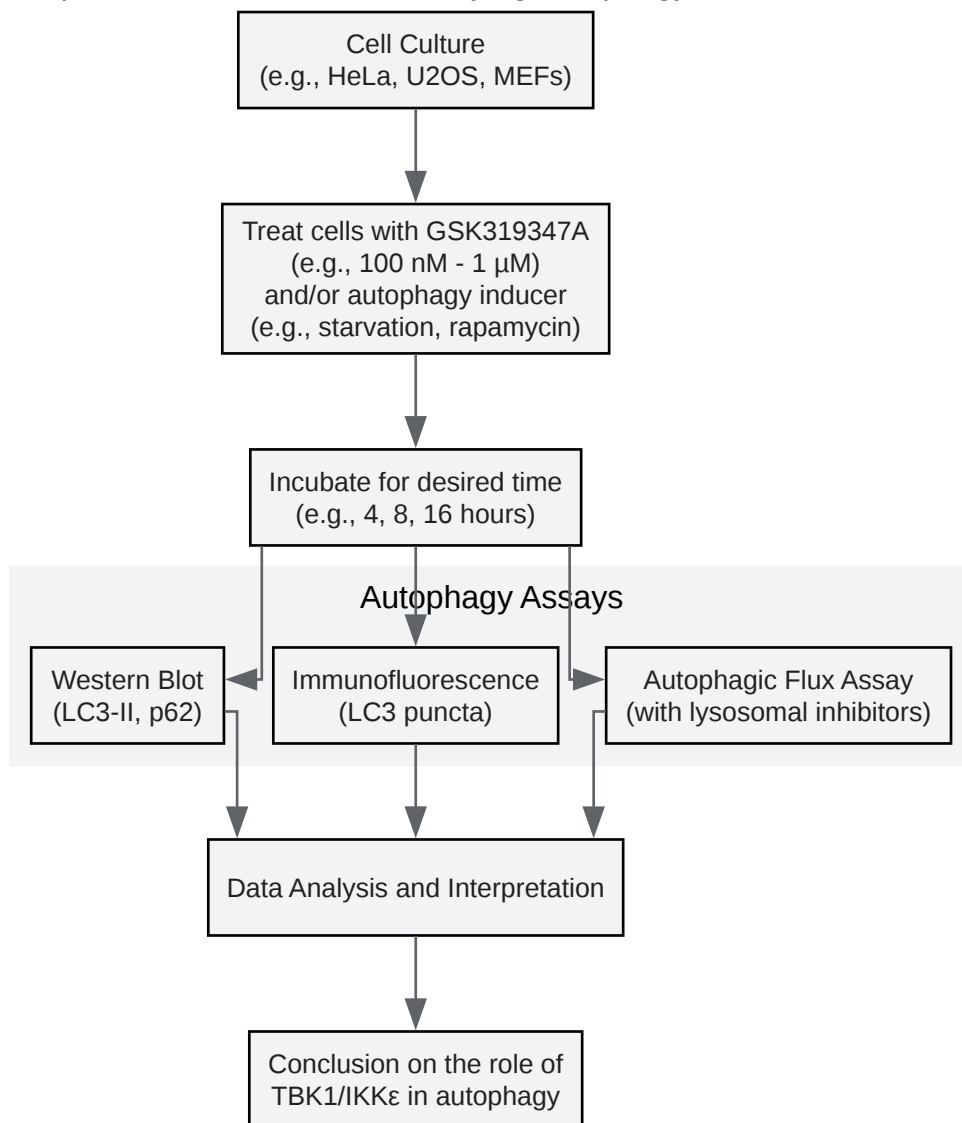 Cell Culture
(e.g., HeLa, U2OS, MEFs)
Treat cells with GSK319347A
(e.g., 100 nM - 1 µM)
and/or autophagy inducer
(e.g., starvation, rapamycin)
Incubate for desired time
(e.g., 4, 8, 16 hours)
Autophagy Assays
Western Blot
(LC3-II, p62)
Immunofluorescence
(LC3 puncta)
Autophagic Flux Assay
(with lysosomal inhibitors)
Data Analysis and Interpretation
Conclusion on the role of
TBK1/IKKε in autophagy